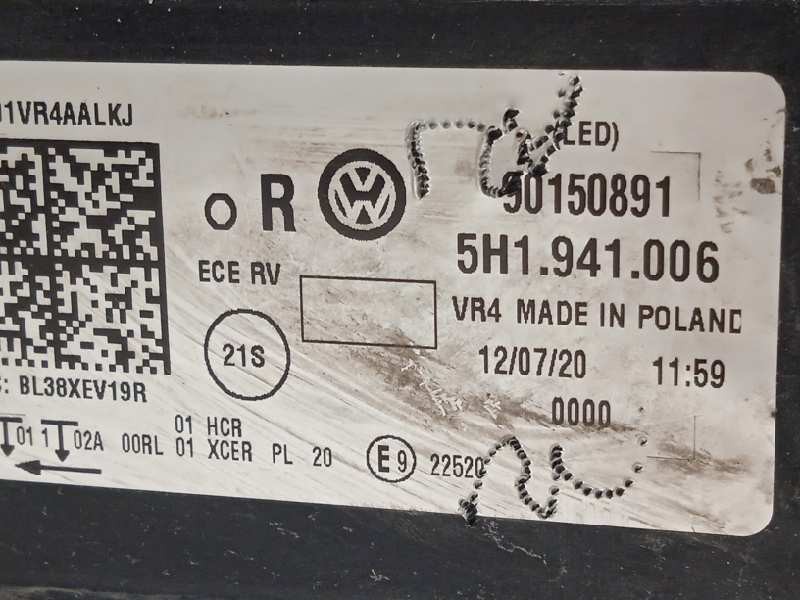 01VR4AALKJ
o R
(LED)
90150891
5H1.941.006
ECE RV
VR4 MADE IN POLAND
21S
12/07/20 11:59
0000
: BL38XEV19R
01 HCR
01 1 02A 00RL 01 XCER PL 20
E9 22520